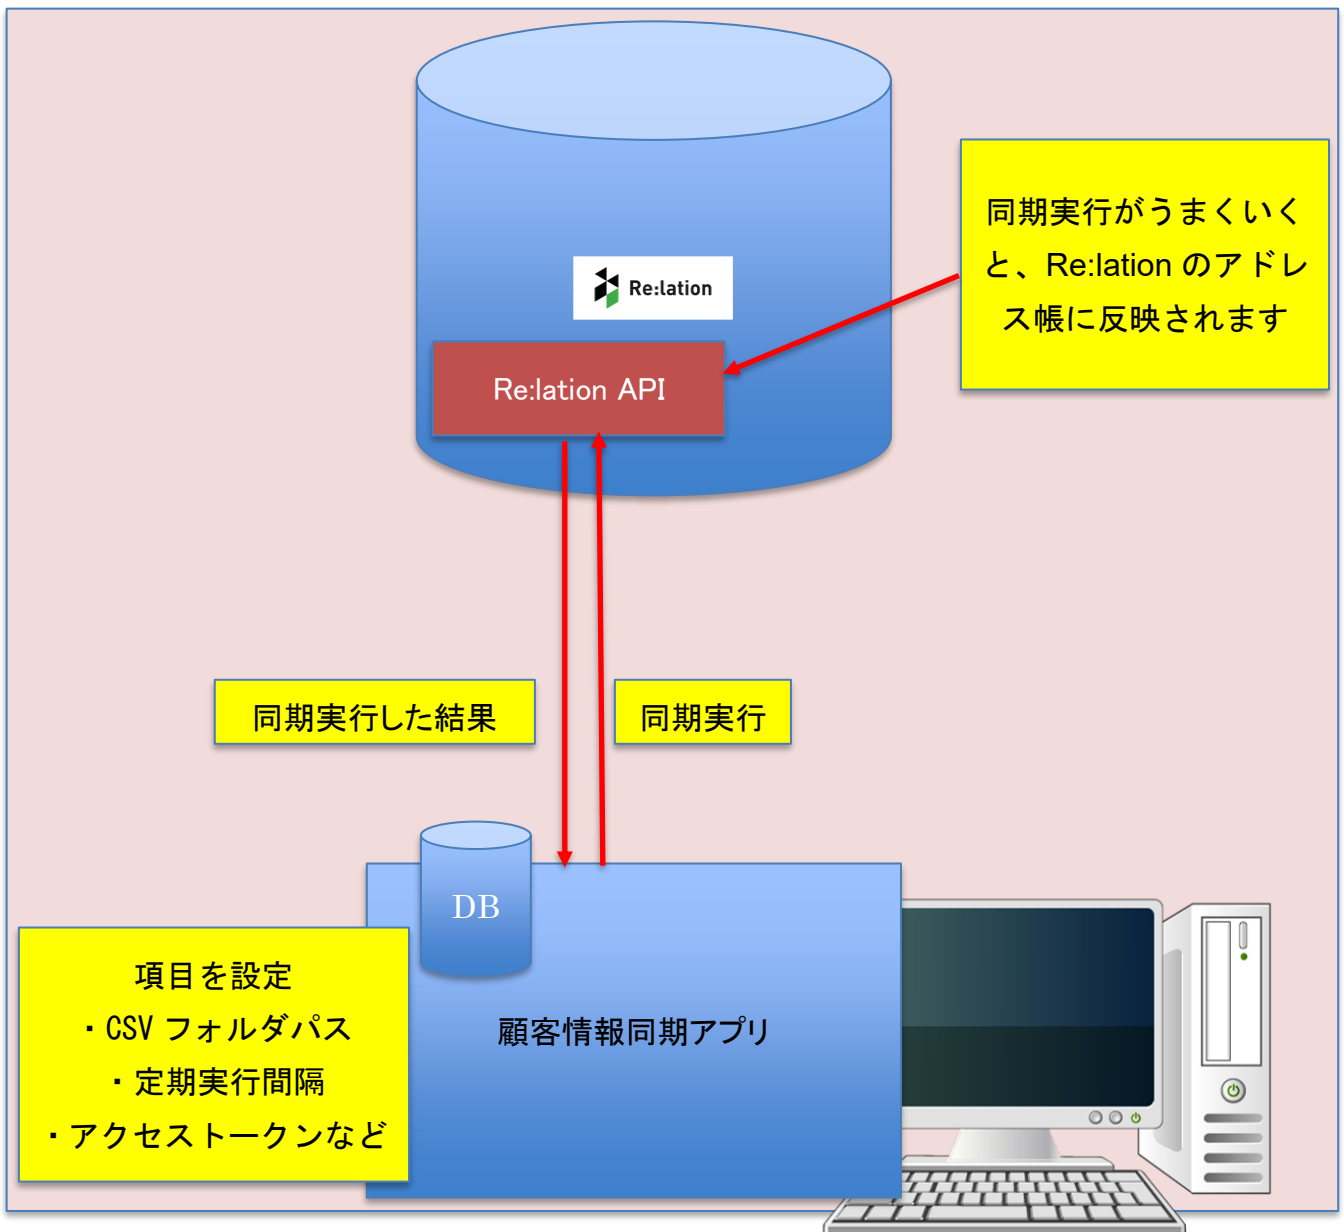 同期実行がうまくいく
と、Re:lation のアドレ
ス帳に反映されます
Re:lation
Re:lation API
同期実行した結果
同期実行
DB
項目を設定
・CSV フォルダパス
・定期実行間隔
・アクセストークンなど
顧客情報同期アプリ